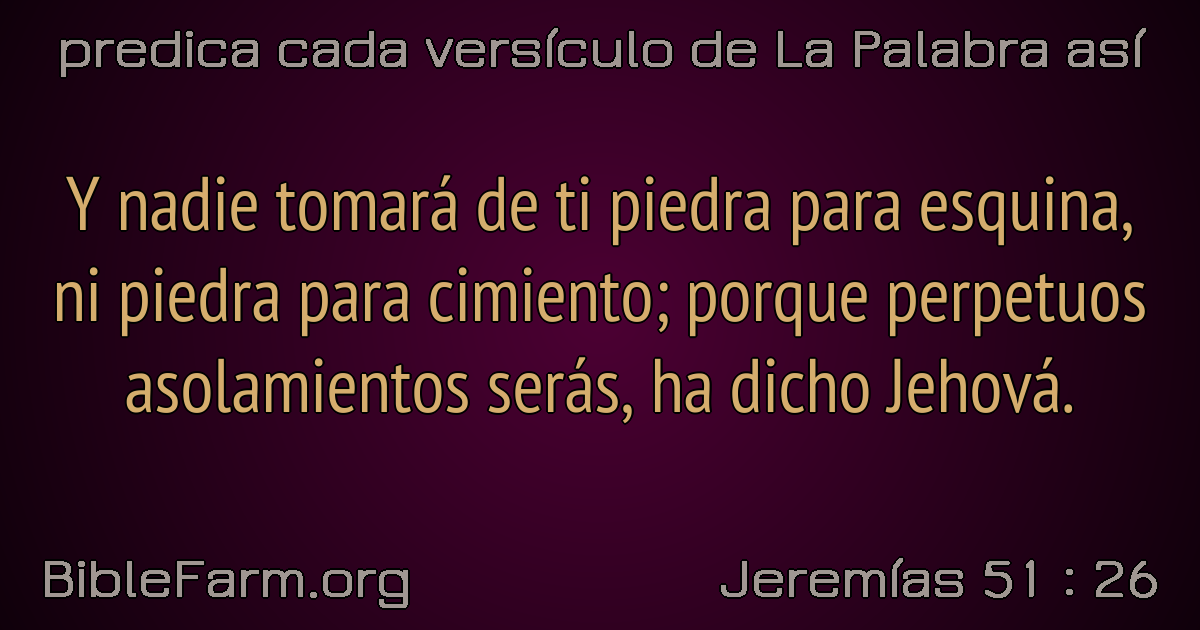 predica cada versículo de La Palabra así
Y nadie tomará de ti piedra para esquina,
ni piedra para cimiento; porque perpetuos
asolamientos serás, ha dicho Jehová.
BibleFarm.org
Jeremías 51 : 26